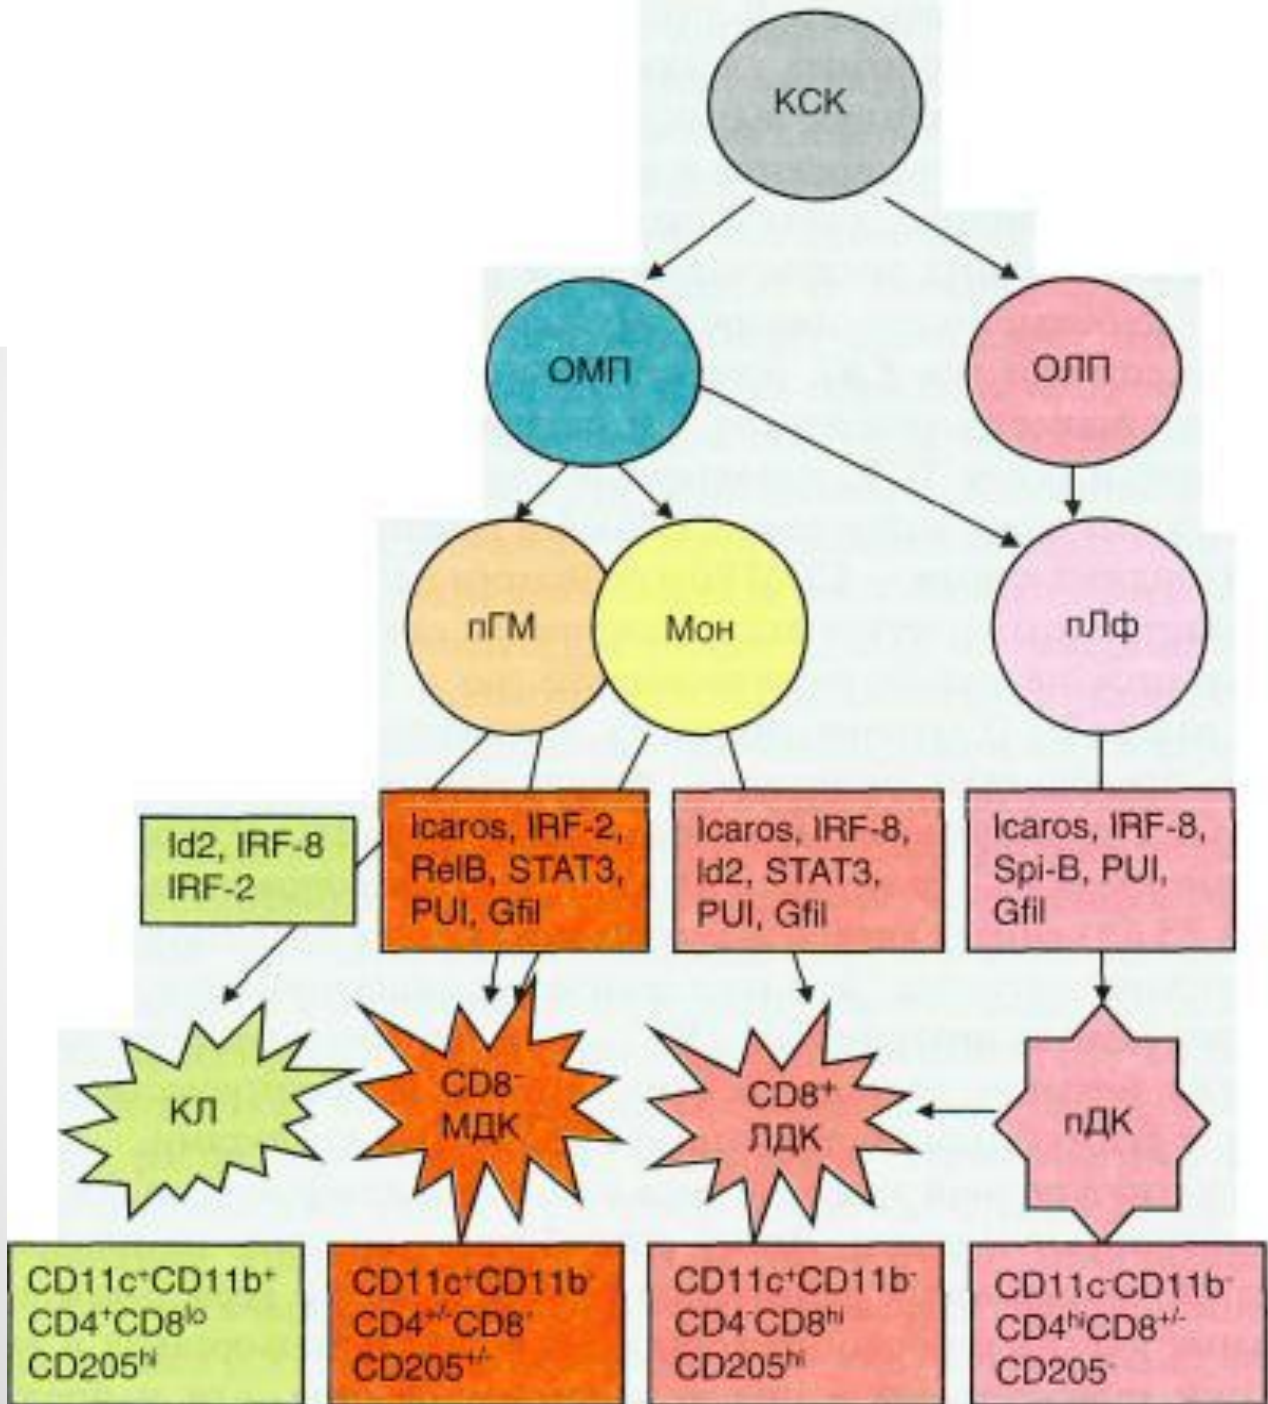 КСК
ОМП
ОЛП
пГМ
Мон
пЛф
Id2, IRF-8
IRF-2
Icaros, IRF-2,
RelB, STAT3,
PUI, Gfil
Icaros, IRF-8,
Id2, STAT3,
PUI, Gfil
Icaros, IRF-8,
Spi-B, PUI,
Gfil
КЛ
CD8⁻
МДК
CD8⁺
ЛДК
пДК
CD11c⁺CD11b⁺
CD4⁺CD8ˡᵒ
CD205ʰⁱ
CD11c⁺CD11b⁻
CD4⁺/⁻CD8⁻
CD205⁺/⁻
CD11c⁺CD11b⁻
CD4⁻CD8ʰⁱ
CD205ʰⁱ
CD11c⁻CD11b⁻
CD4ʰⁱCD8⁺/⁻
CD205⁻